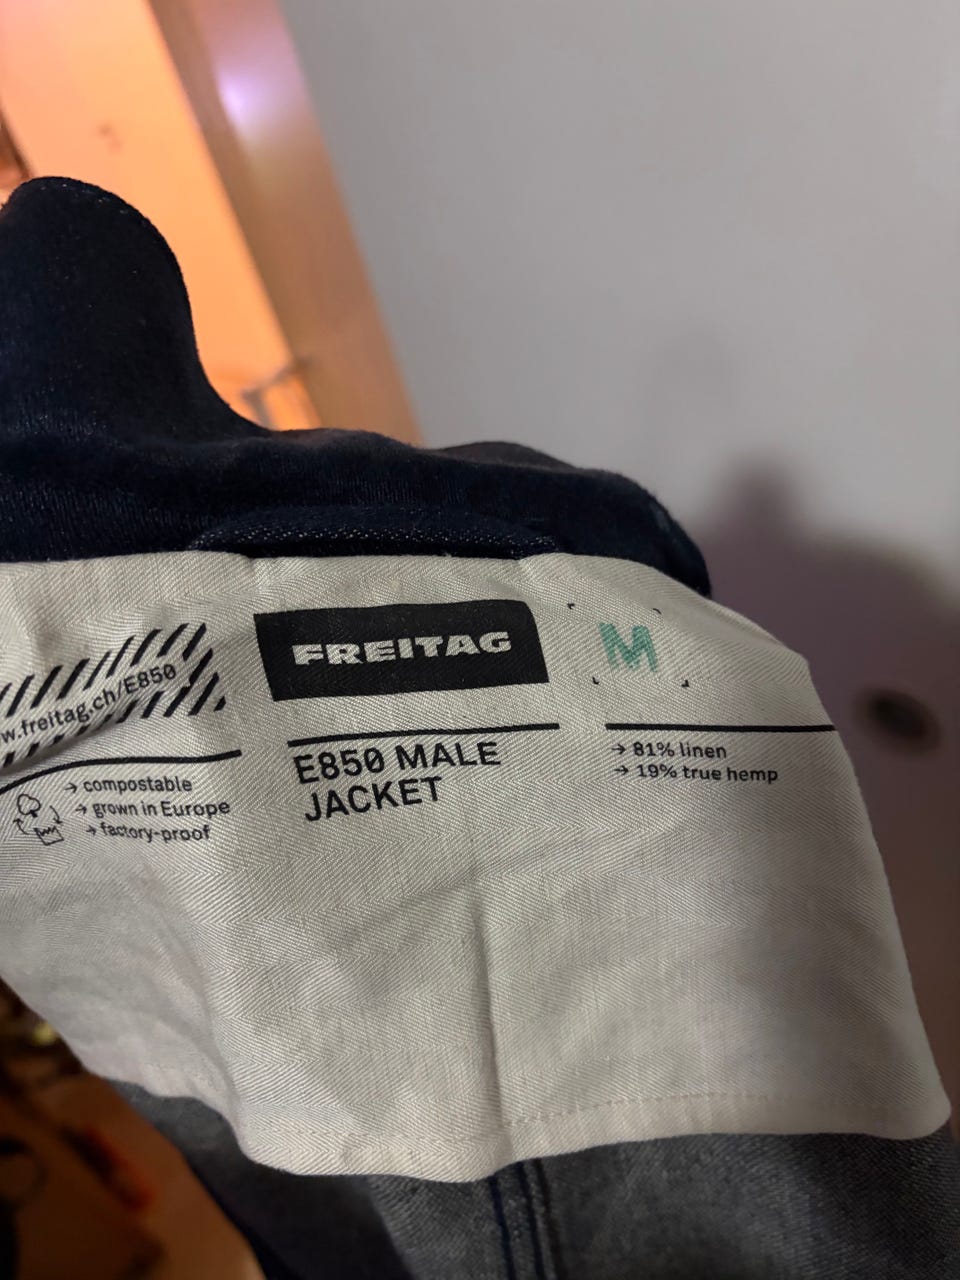 w.freitag.ch/E850
→ compostable
→ grown in Europe
→ factory-proof
FREITAG
E850 MALE
JACKET
M
→ 81% linen
→ 19% true hemp